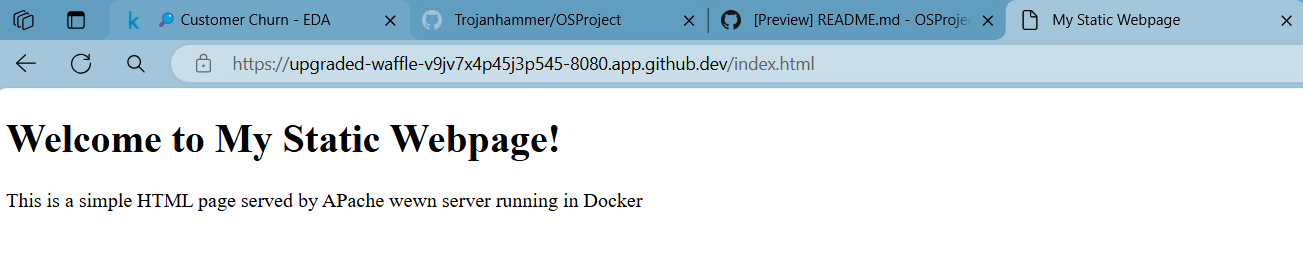 Customer Churn - EDA
Trojanhammer/OSProject
[Preview] README.md - OSProje
My Static Webpage
https://upgraded-waffle-v9jv7x4p45j3p545-8080.app.github.dev/index.html
Welcome to My Static Webpage!
This is a simple HTML page served by APache wewn server running in Docker